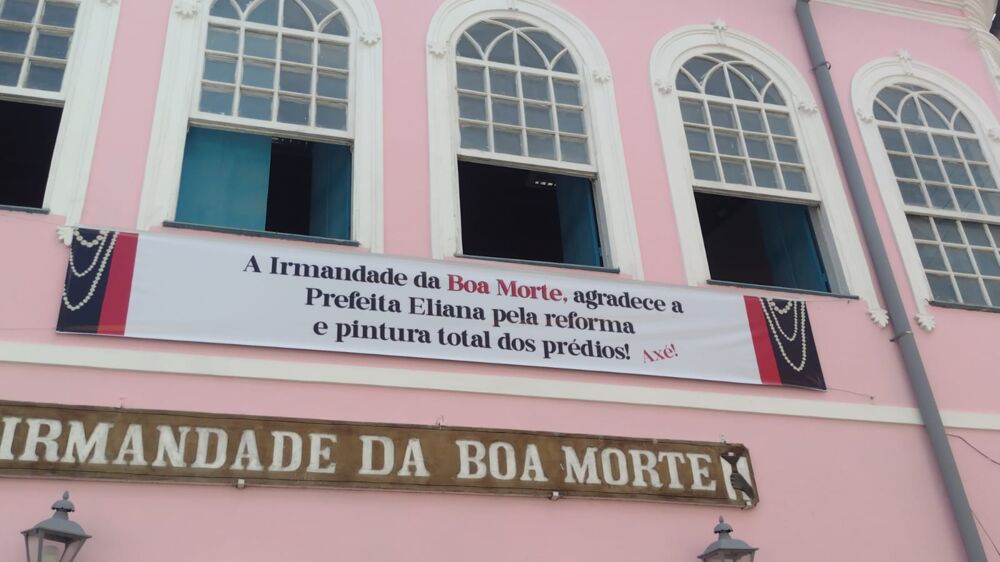 A Irmandade da Boa Morte, agradece a
Prefeita Eliana pela reforma
e pintura total dos prédios! Axé!
IRMANDADE DA BOA MORTE